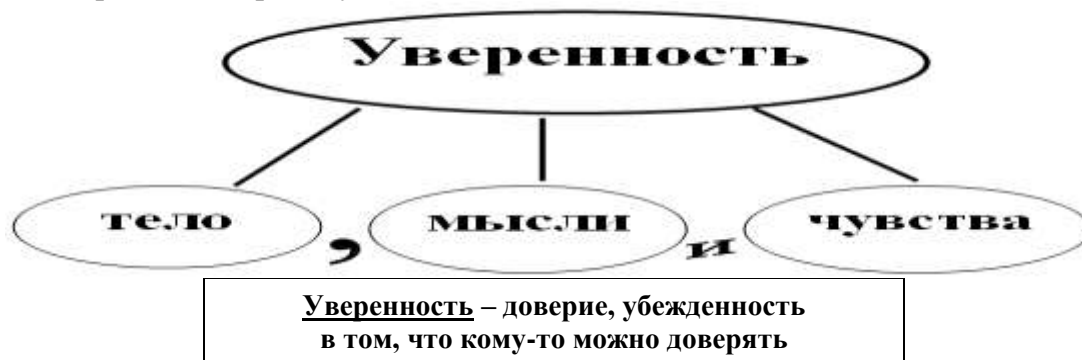 Уверенность
тело , мысли и чувства
Уверенность – доверие, убежденность
в том, что кому-то можно доверять